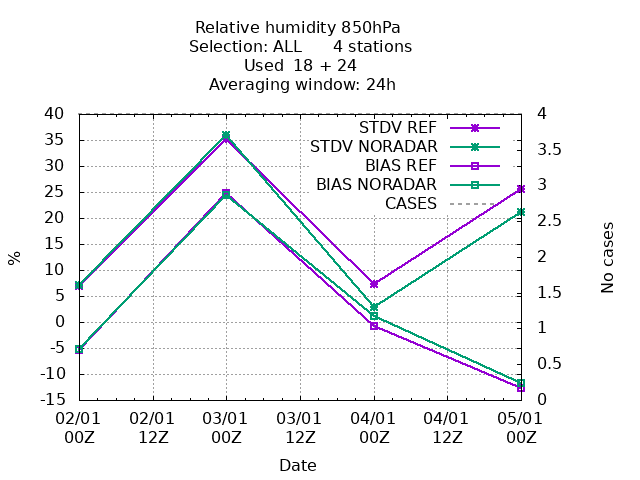 Relative humidity 850hPa
Selection: ALL      4 stations
Used  18 + 24
Averaging window: 24h
40
35
30
25
20
15
10
5
0
-5
-10
-15
%
STDV REF
STDV NORADAR
BIAS REF
BIAS NORADAR
CASES
4
3.5
3
2.5
2
1.5
1
0.5
0
No cases
02/01 02/01 03/01 03/01 04/01 04/01 05/01
00Z 12Z 00Z 12Z 00Z 12Z 00Z
Date